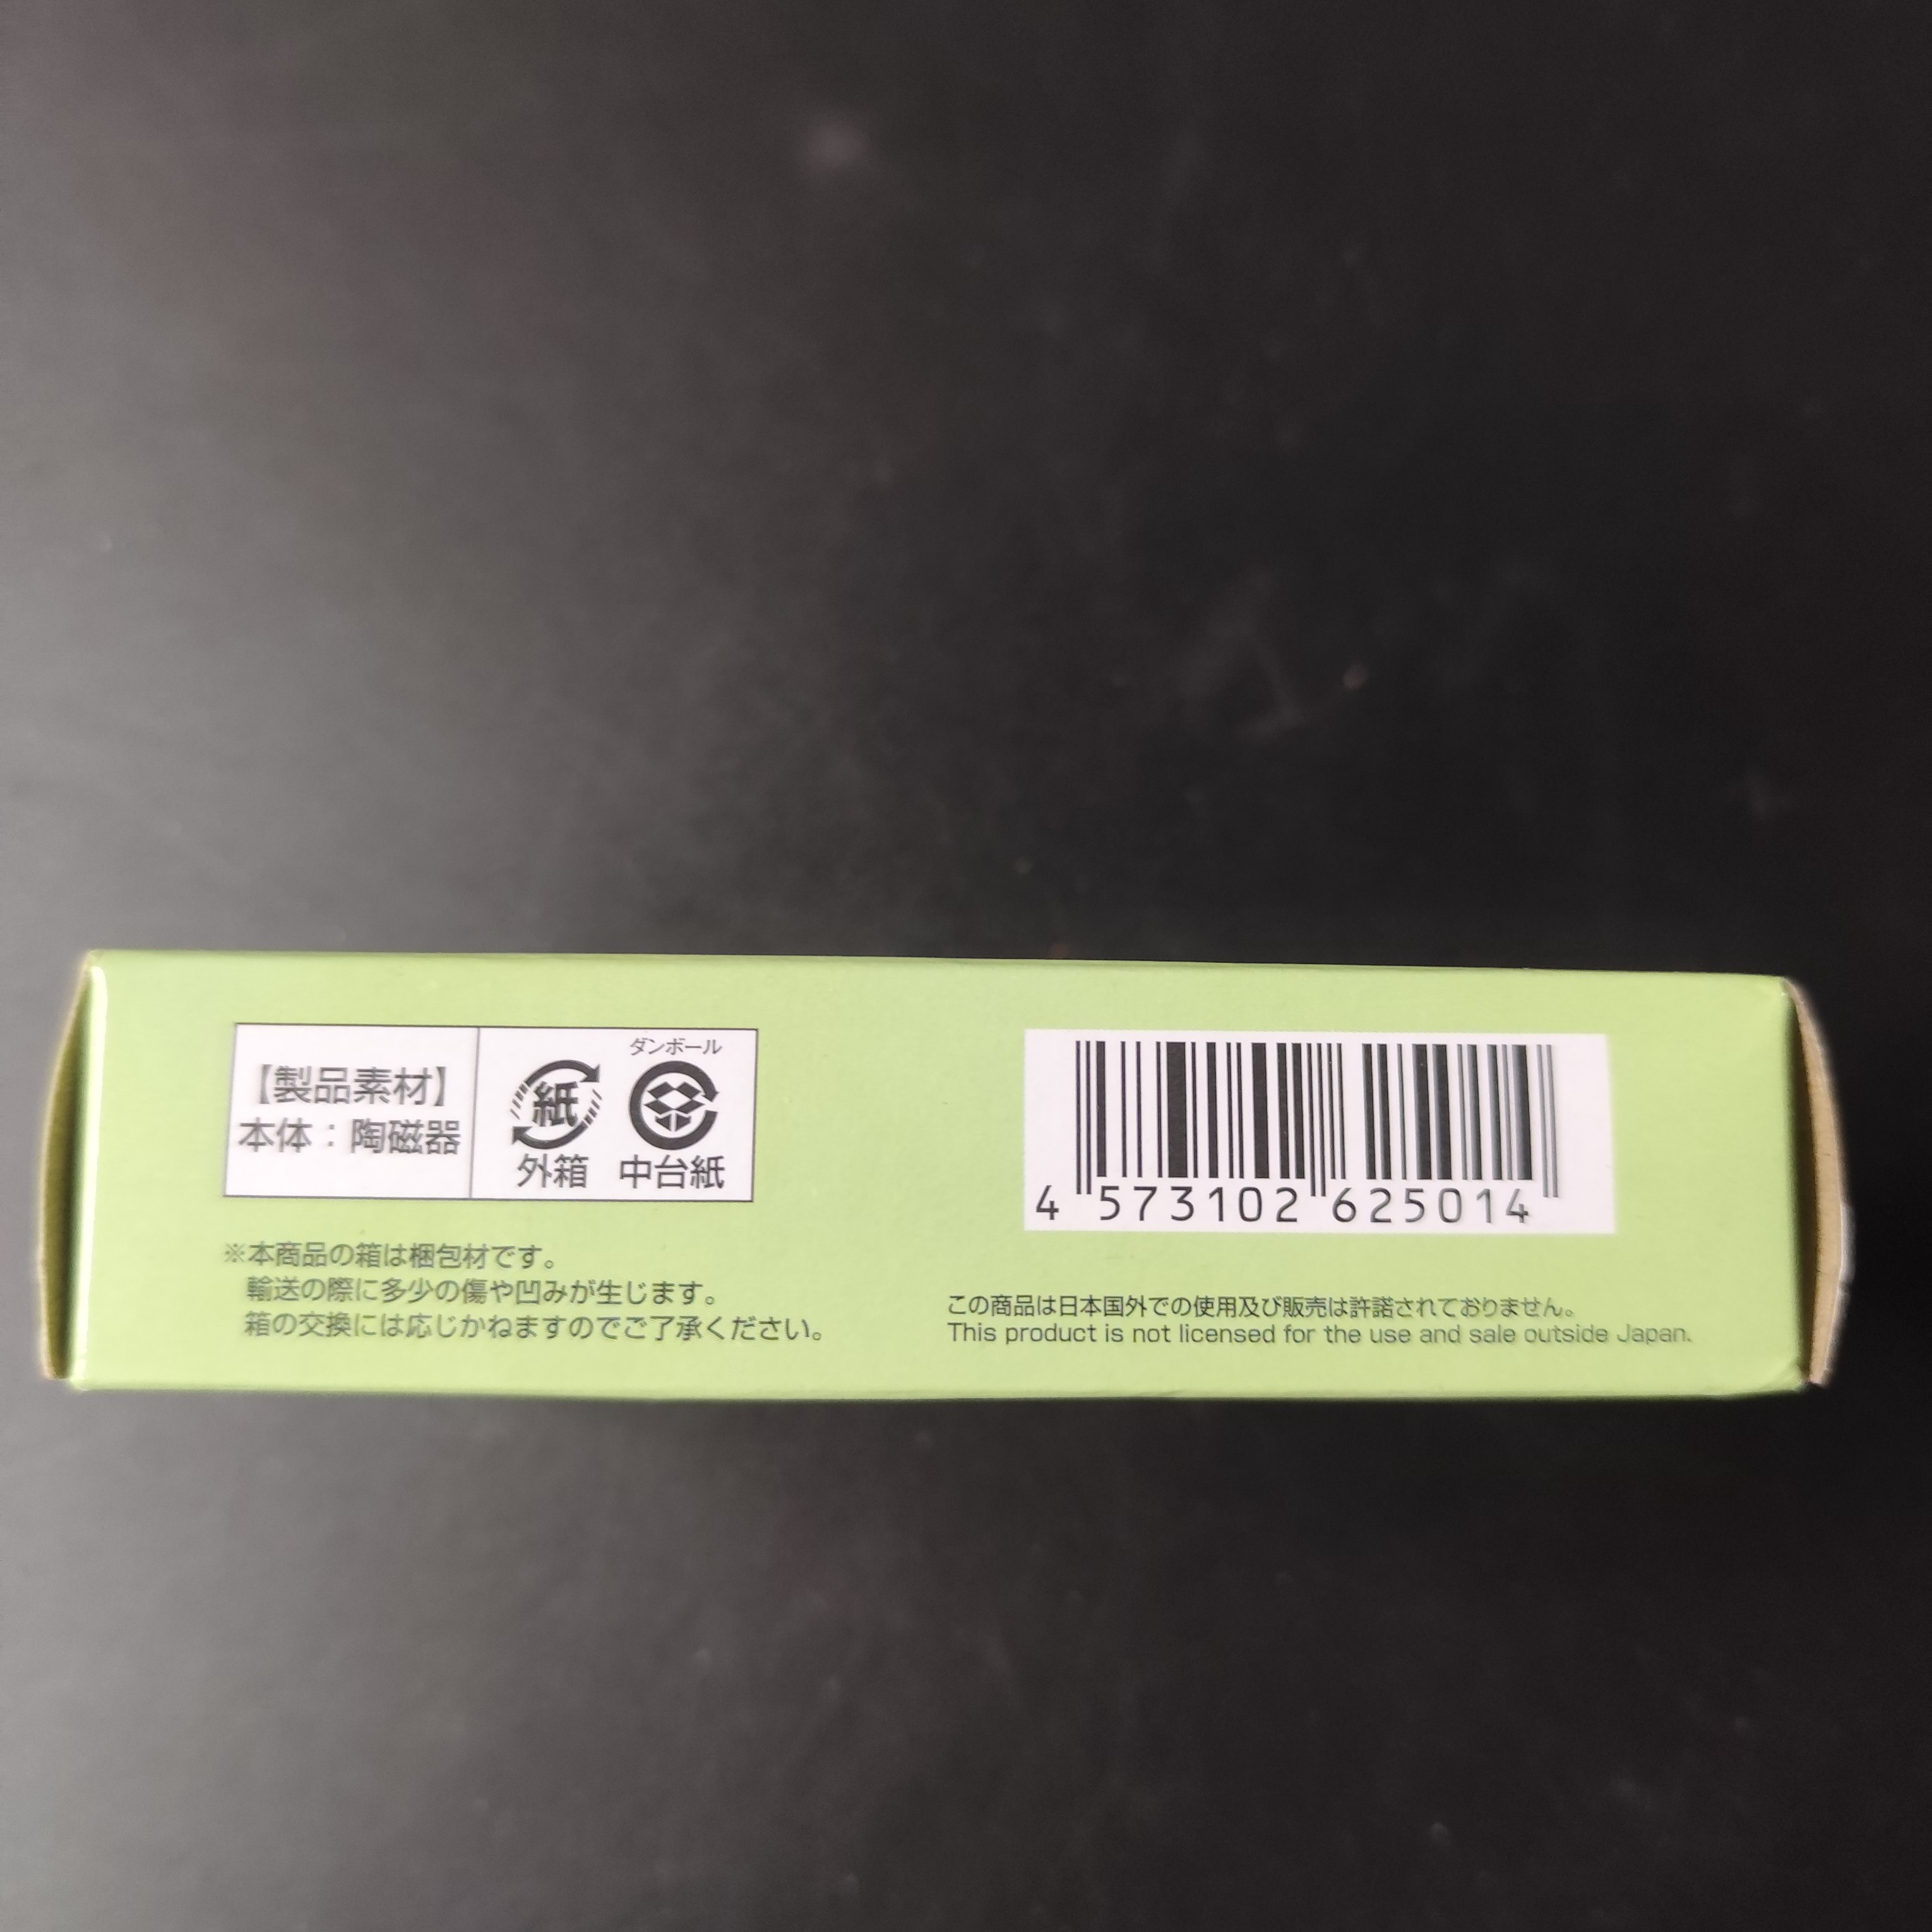 【製品素材】
本体：陶磁器
紙
外箱
ダンボール
中台紙
※本商品の箱は梱包材です。
輸送の際に多少の傷や凹みが生じます。
箱の交換には応じかねますのでご了承ください。
4 573102 625014
この商品は日本国外での使用及び販売は許諾されておりません。
This product is not licensed for the use and sale outside Japan.